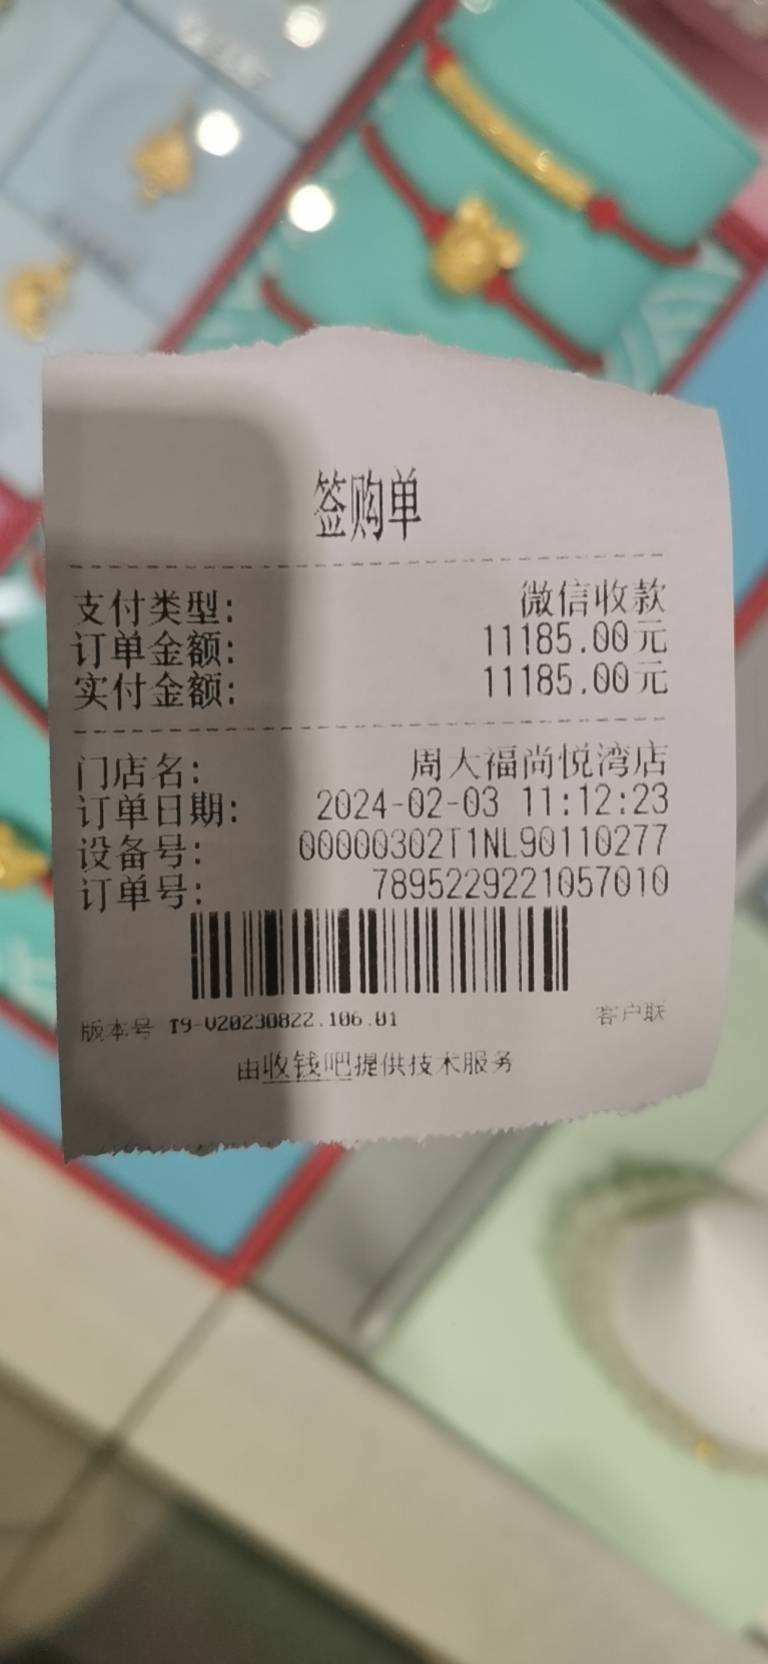 签购单
支付类型: 微信收款
订单金额: 11185.00元
实付金额: 11185.00元
门店名: 周大福尚悦湾店
订单日期: 2024-02-03 11:12:23
设备号: 00000302T1NL90110277
订单号: 7895229221057010
版本号 T9-V20230822.106.01 客户联
由收钱吧提供技术服务